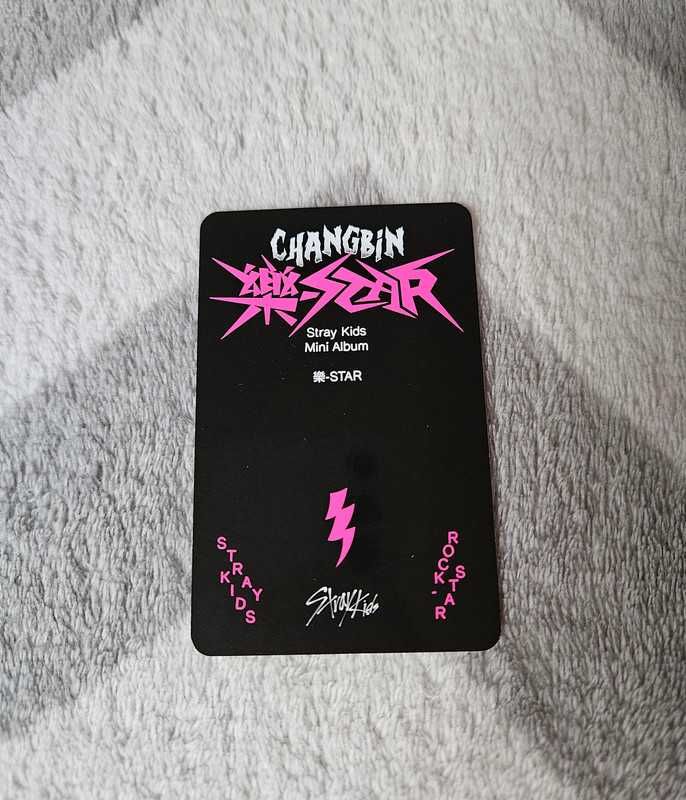 CHANGBiN
樂-STAR
Stray Kids
Mini Album
樂-STAR
STRAY
KIDS
ROCK-
STAR
Stray Kids